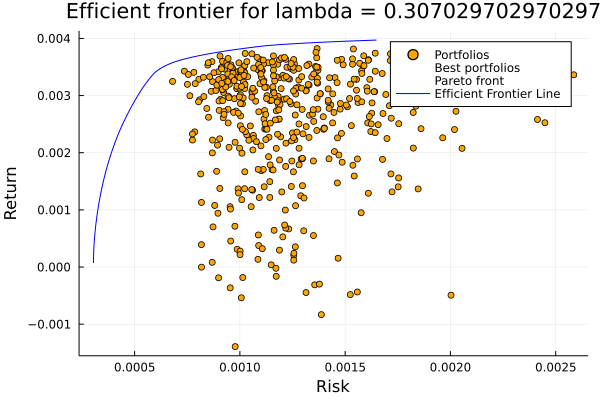 Efficient frontier for lambda = 0.307029702970297
0.004
0.003
0.002
0.001
0.000
−0.001
Return
Portfolios
Best portfolios
Pareto front
Efficient Frontier Line
0.0005
0.0010
0.0015
0.0020
0.0025
Risk